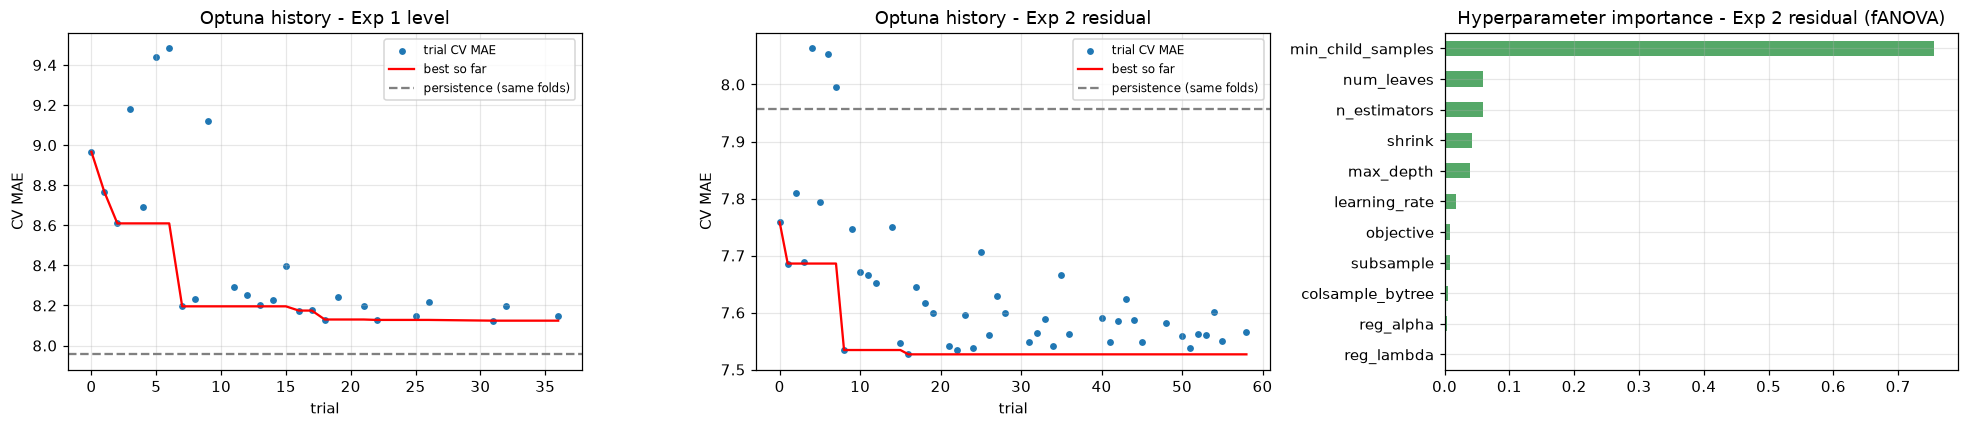 Optuna history - Exp 1 level
CV MAE
9.4
9.2
9.0
8.8
8.6
8.4
8.2
8.0
trial CV MAE
best so far
persistence (same folds)
0 5 10 15 20 25 30 35
trial
Optuna history - Exp 2 residual
CV MAE
8.0
7.9
7.8
7.7
7.6
7.5
trial CV MAE
best so far
persistence (same folds)
0 10 20 30 40 50 60
trial
Hyperparameter importance - Exp 2 residual (fANOVA)
min_child_samples
num_leaves
n_estimators
shrink
max_depth
learning_rate
objective
subsample
colsample_bytree
reg_alpha
reg_lambda
0.0 0.1 0.2 0.3 0.4 0.5 0.6 0.7